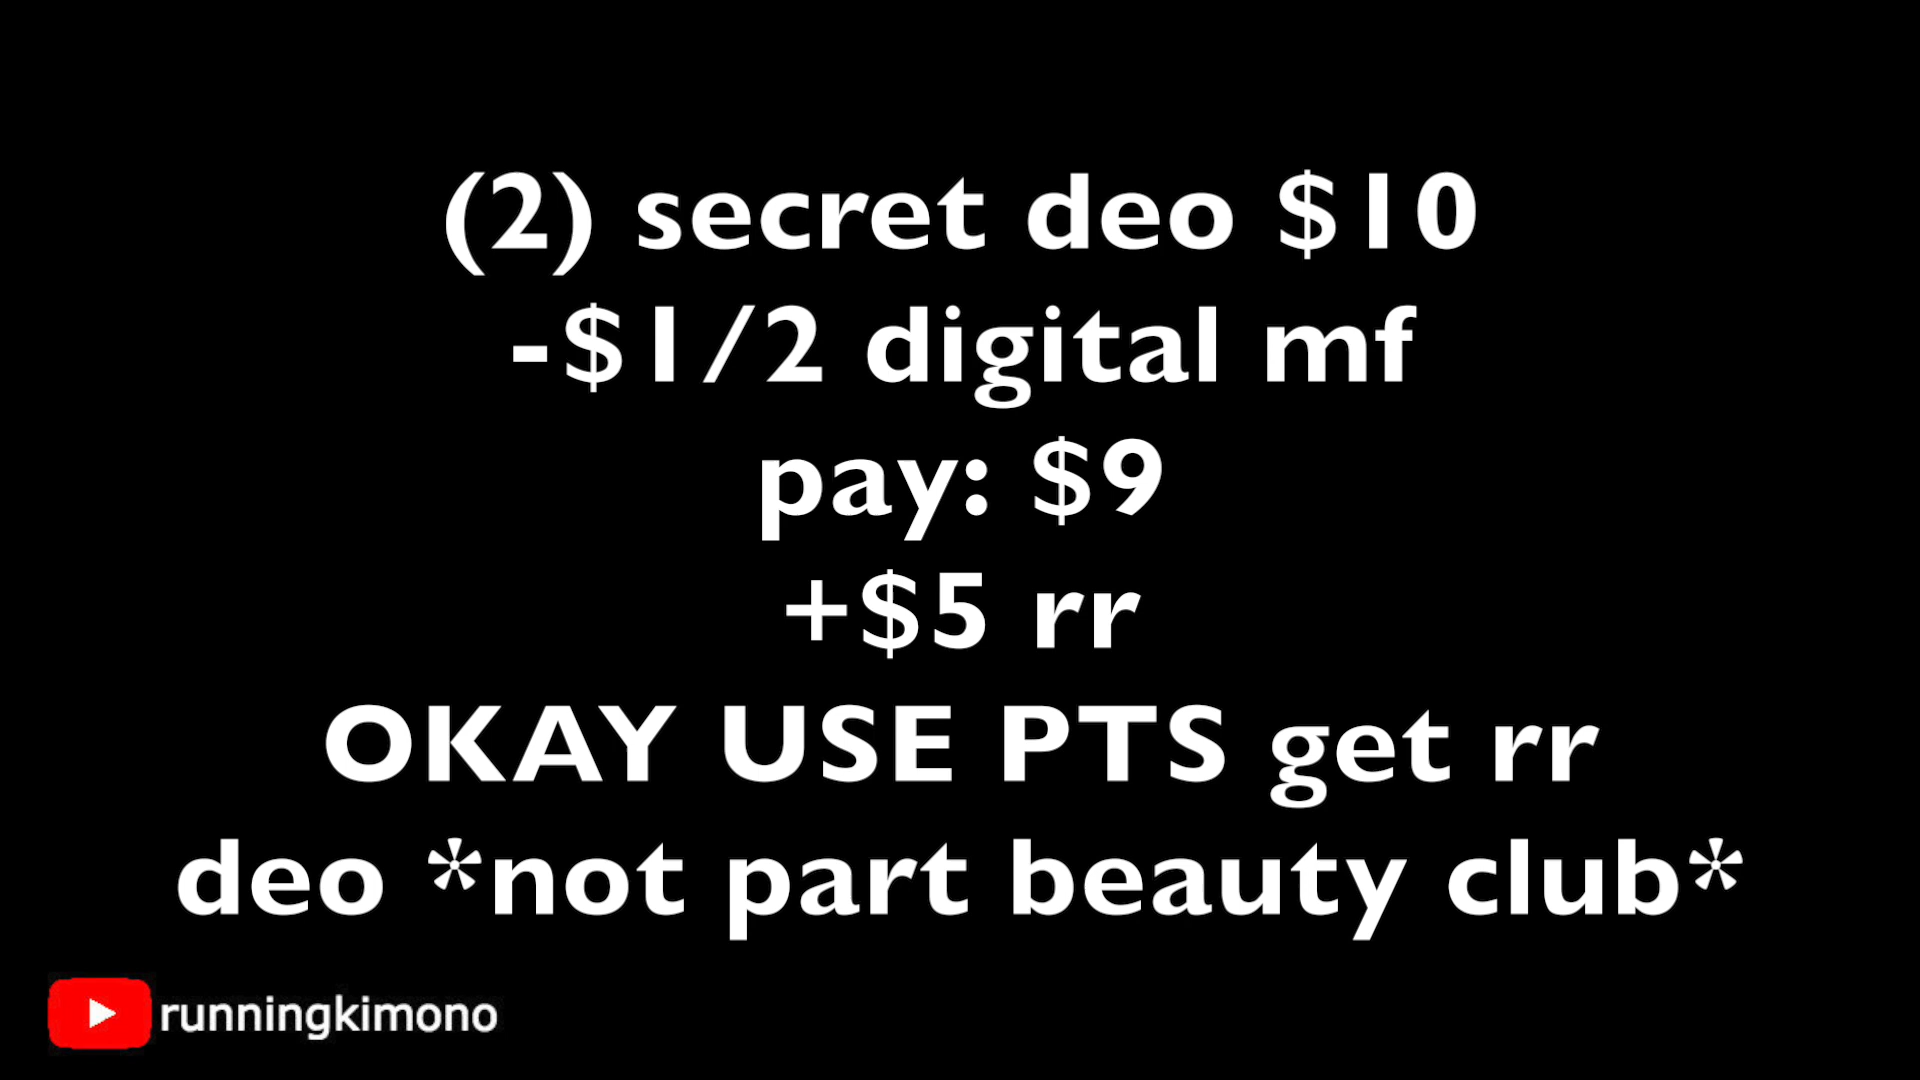 (2) secret deo $10
-$1/2 digital mf
pay: $9
+$5 rr
OKAY USE PTS get rr
deo *not part beauty club*
runningkimono